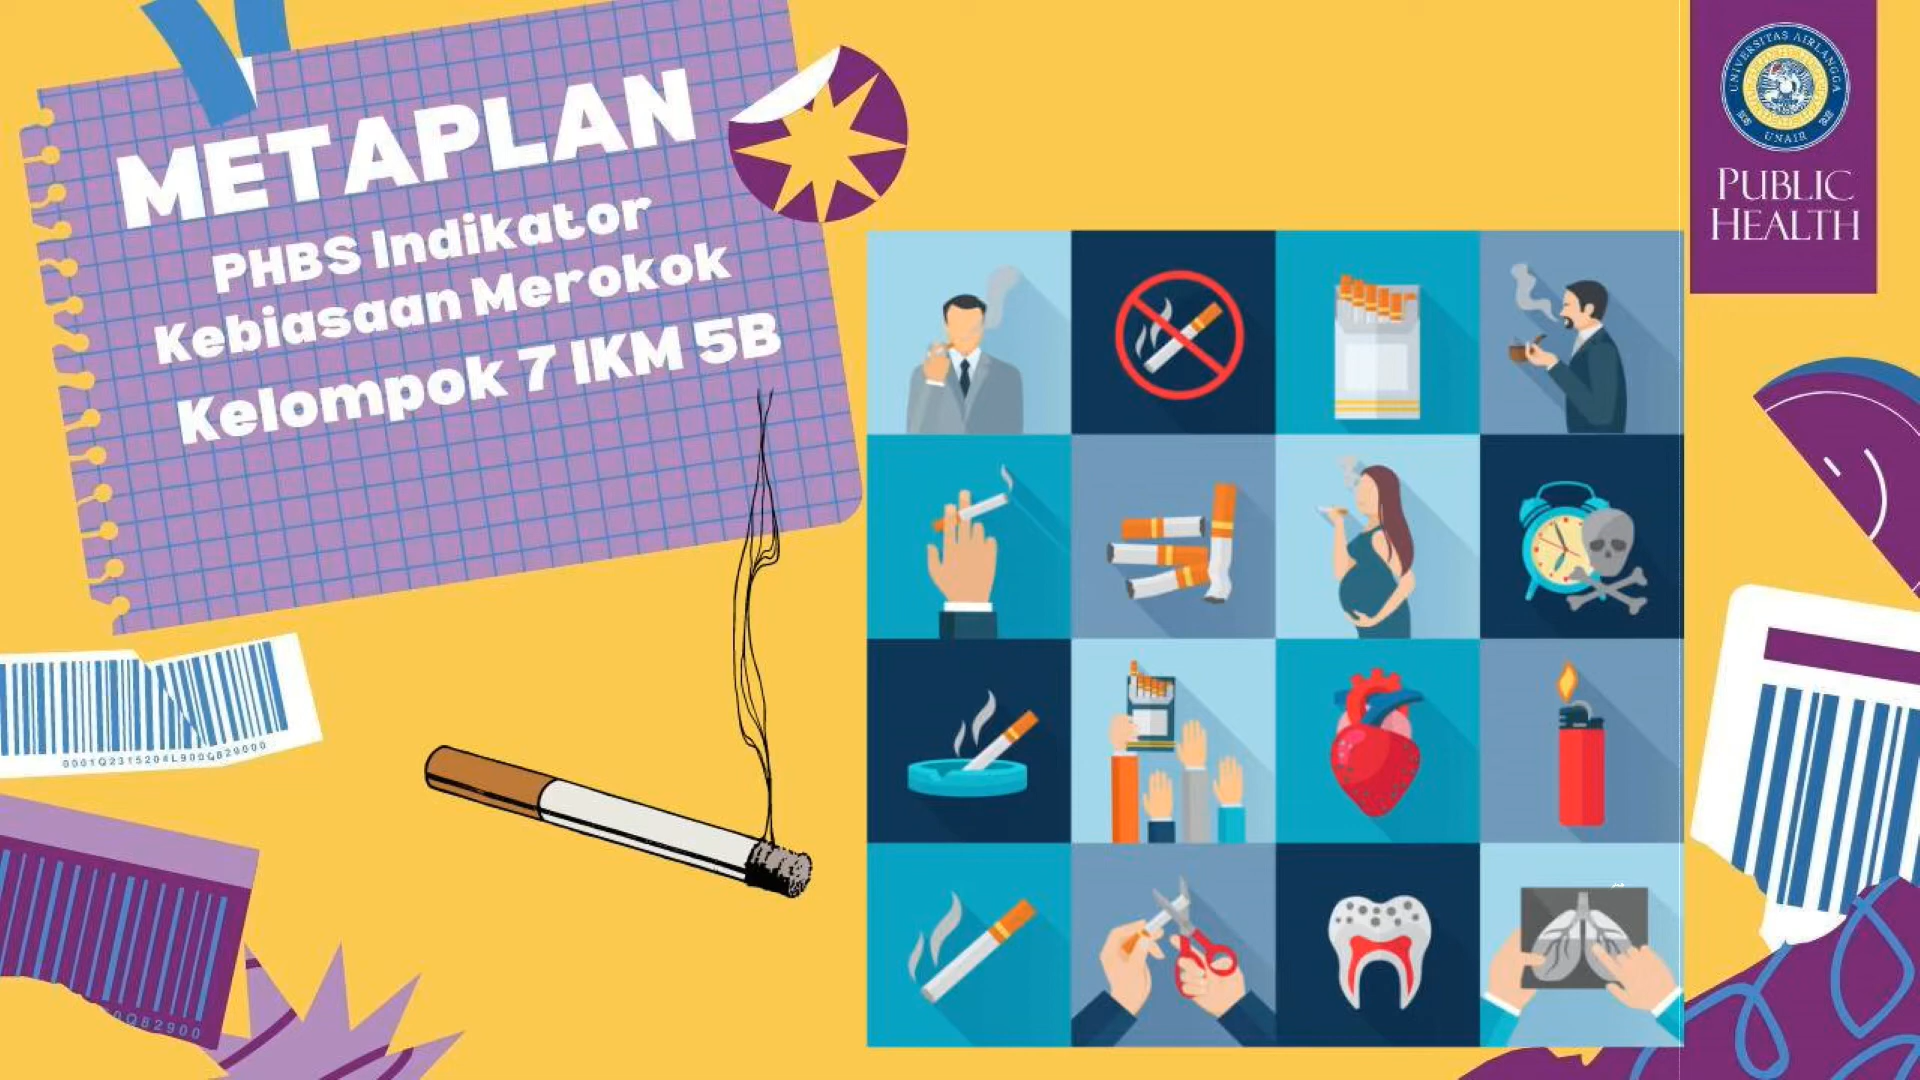 METAPLAN
PHBS Indikator
Kebiasaan Merokok
Kelompok 7 IKM 5B
UNIVERSITAS AIRLANGGA
UNAIR
PUBLIC
HEALTH